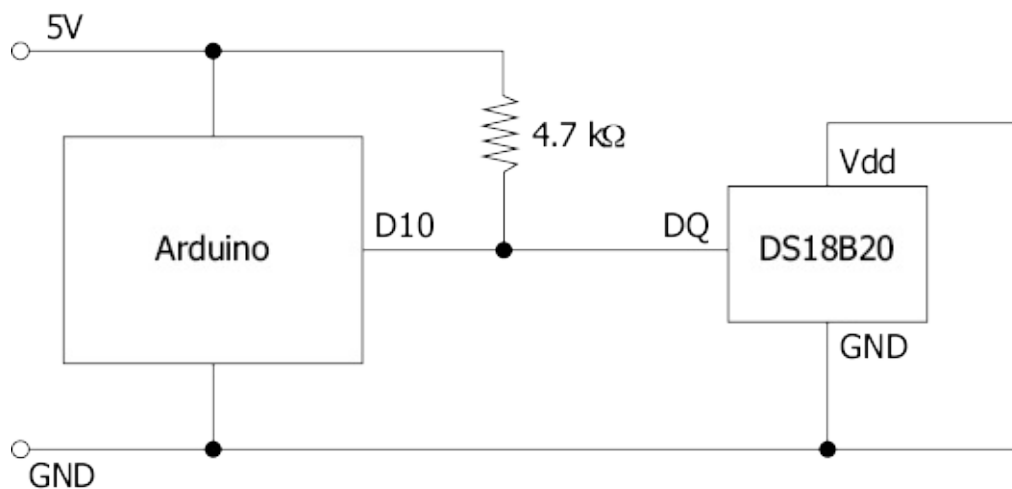 5V
4.7 kΩ
Vdd
D10
DQ
Arduino
DS18B20
GND
GND